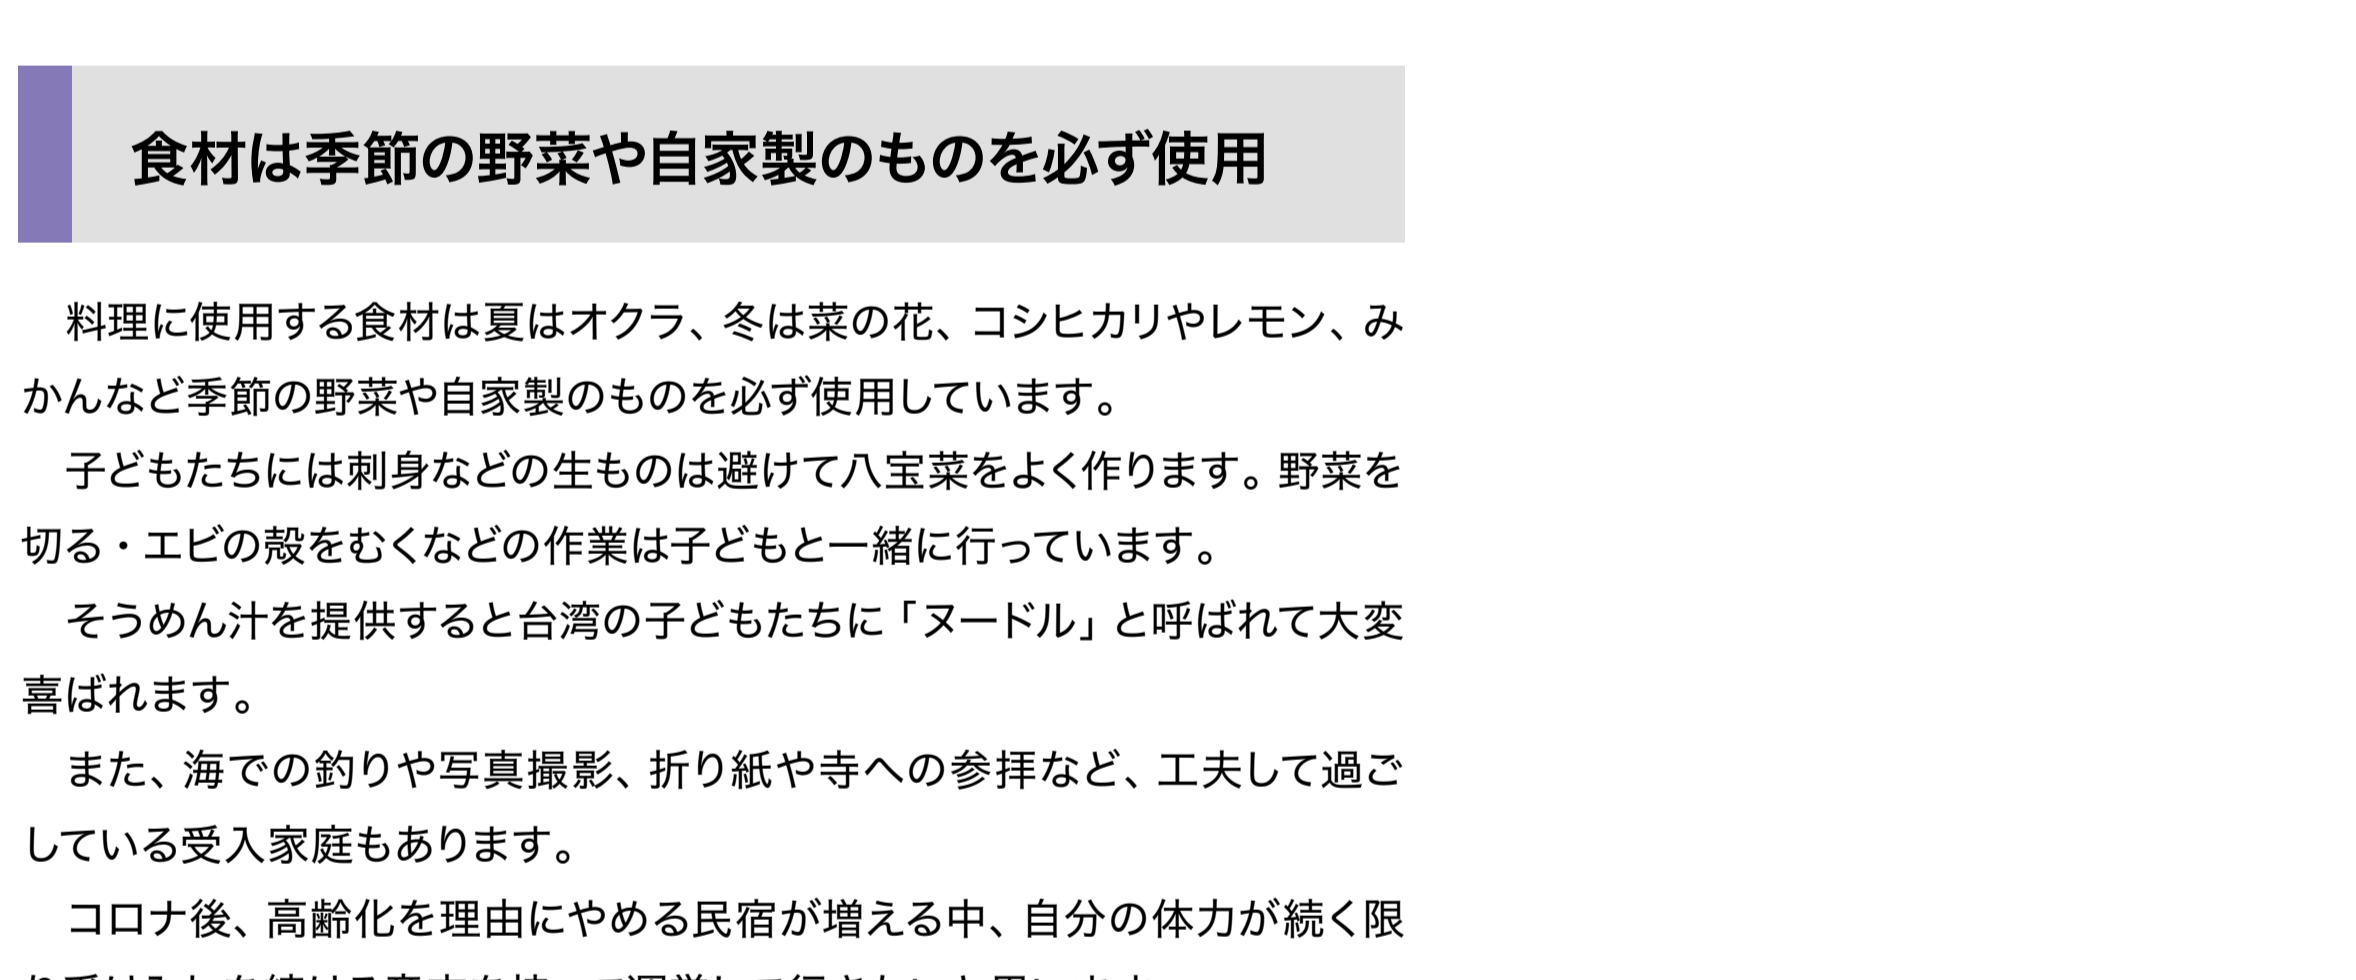 食材は季節の野菜や自家製のものを必ず使用
料理に使用する食材は夏はオクラ、冬は菜の花、コシヒカリやレモン、み
かんなど季節の野菜や自家製のものを必ず使用しています。
子どもたちには刺身などの生ものは避けて八宝菜をよく作ります。野菜を
切る・エビの殻をむくなどの作業は子どもと一緒に行っています。
そうめん汁を提供すると台湾の子どもたちに「ヌードル」と呼ばれて大変
喜ばれます。
また、海での釣りや写真撮影、折り紙や寺への参拝など、工夫して過ご
している受入家庭もあります。
コロナ後、高齢化を理由にやめる民宿が増える中、自分の体力が続く限